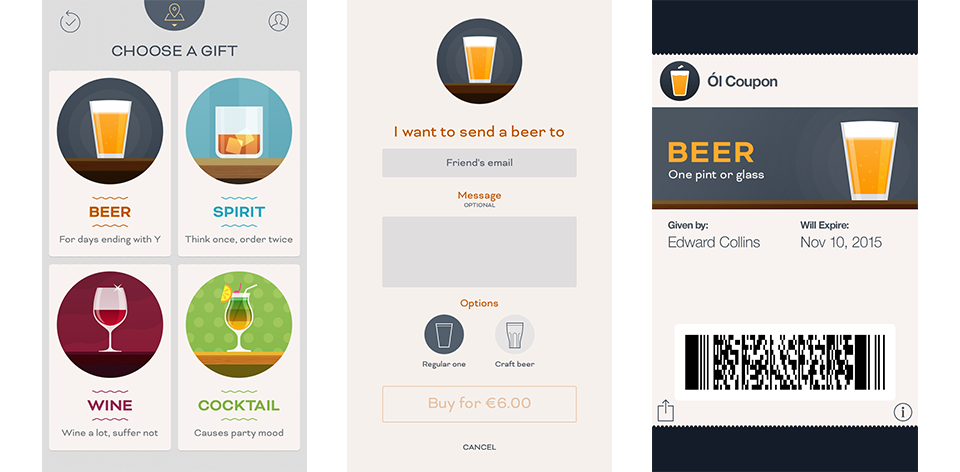 CHOOSE A GIFT
BEER
For days ending with Y
SPIRIT
Think once, order twice
WINE
Wine a lot, suffer not
COCKTAIL
Causes party mood
I want to send a beer to
Friend's email
Message
OPTIONAL
Options
Regular one
Craft beer
Buy for €6.00
CANCEL
Ól Coupon
BEER
One pint or glass
Given by:
Edward Collins
Will Expire:
Nov 10, 2015